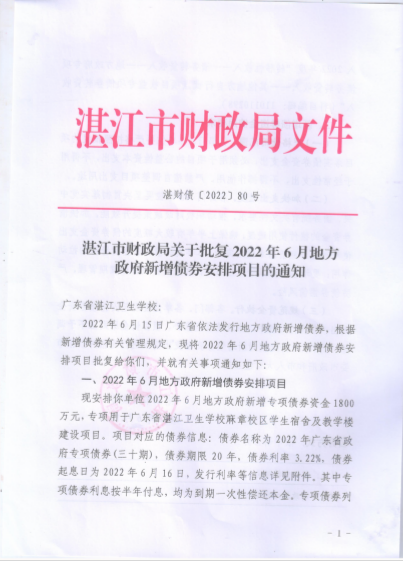 湛江市财政局文件
湛财债〔2022〕80号
湛江市财政局关于批复2022年6月地方
政府新增债券安排项目的通知
广东省湛江卫生学校:
2022年6月15日广东省依法发行地方政府新增债券。根据
新增债券有关管理规定，现将2022年6月地方政府新增债券安
排项目批复给你们，并就有关事项通知如下:
一、2022年6月地方政府新增债券安排项目
现安排你单位2022年6月地方政府新增专项债券资金1800
万元，专项用于广东省湛江卫生学校麻章校区学生宿舍及教学楼
建设项目。项目对应的债券信息: 债券名称为2022年广东省政
府专项债券(三十期)，债券期限20年，债券利率3.22%，债券
起息日为2022年6月16日，发行利率等信息详见附件。其中专
项债券利息按半年付息，均为到期一次性偿还本金。专项债券列
- 1 -